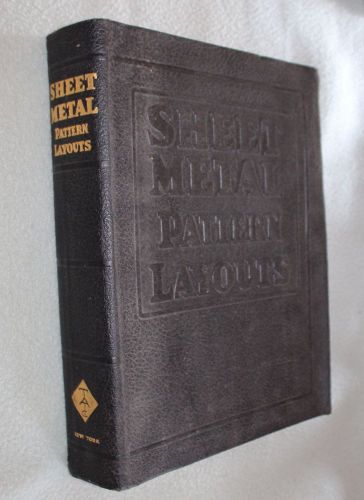 SHEET
METAL
PATTERN
LAYOUTS
NEW YORK
SHEET
METAL
PATTERN
LAYOUTS